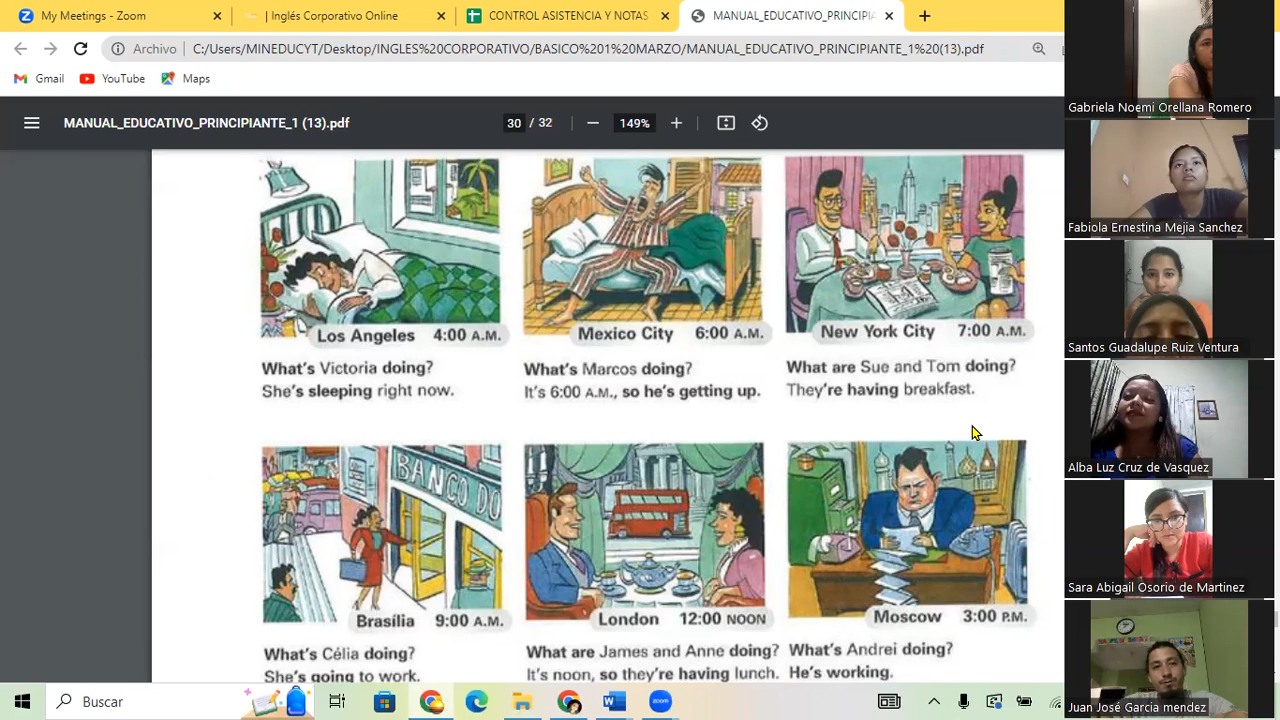 My Meetings - Zoom
| Inglés Corporativo Online
CONTROL ASISTENCIA Y NOTAS
MANUAL_EDUCATIVO_PRINCIPIA
Archivo
C:/Users/MINEDUCYT/Desktop/INGLES%20CORPORATIVO/BASICO%201%20MARZO/MANUAL_EDUCATIVO_PRINCIPIANTE_1%20(13).pdf
Gmail
YouTube
Maps
MANUAL_EDUCATIVO_PRINCIPIANTE_1 (13).pdf
30 / 32
149%
Los Angeles 4:00 A.M.
What's Victoria doing?
She's sleeping right now.
Mexico City 6:00 A.M.
What's Marcos doing?
It's 6:00 A.M., so he's getting up.
New York City 7:00 A.M.
What are Sue and Tom doing?
They're having breakfast.
BANCO DO
Brasília 9:00 A.M.
What's Célia doing?
She's going to work.
London 12:00 NOON
What are James and Anne doing?
It's noon, so they're having lunch.
Moscow 3:00 P.M.
What's Andrei doing?
He's working.
Gabriela Noemi Orellana Romero
Fabiola Ernestina Mejia Sanchez
Santos Guadalupe Ruiz Ventura
Alba Luz Cruz de Vasquez
Sara Abigail Osorio de Martinez
Juan José Garcia mendez
Buscar
zoom